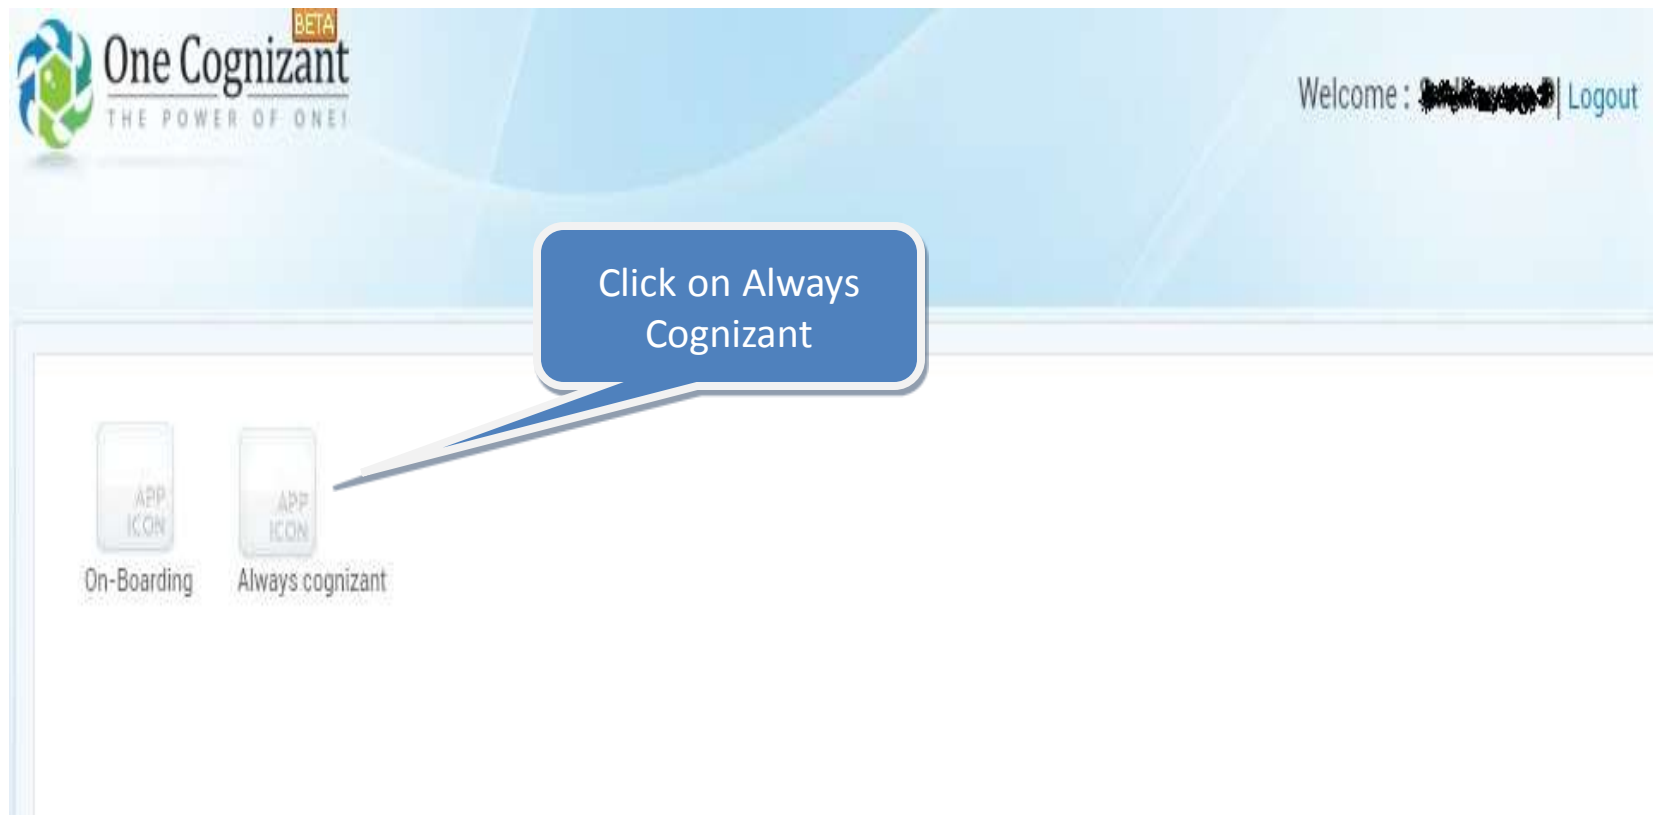 BETA
One Cognizant
THE POWER OF ONE!
Welcome : | Logout
Click on Always
Cognizant
APP
ICON
APP
ICON
On-Boarding
Always cognizant